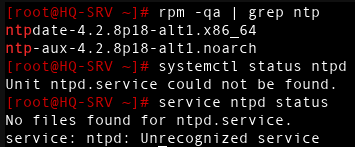 [root@HQ-SRV ~]# rpm -qa | grep ntp
ntpdate-4.2.8p18-alt1.x86_64
ntp-aux-4.2.8p18-alt1.noarch
[root@HQ-SRV ~]# systemctl status ntpd
Unit ntpd.service could not be found.
[root@HQ-SRV ~]# service ntpd status
No files found for ntpd.service.
service: ntpd: Unrecognized service